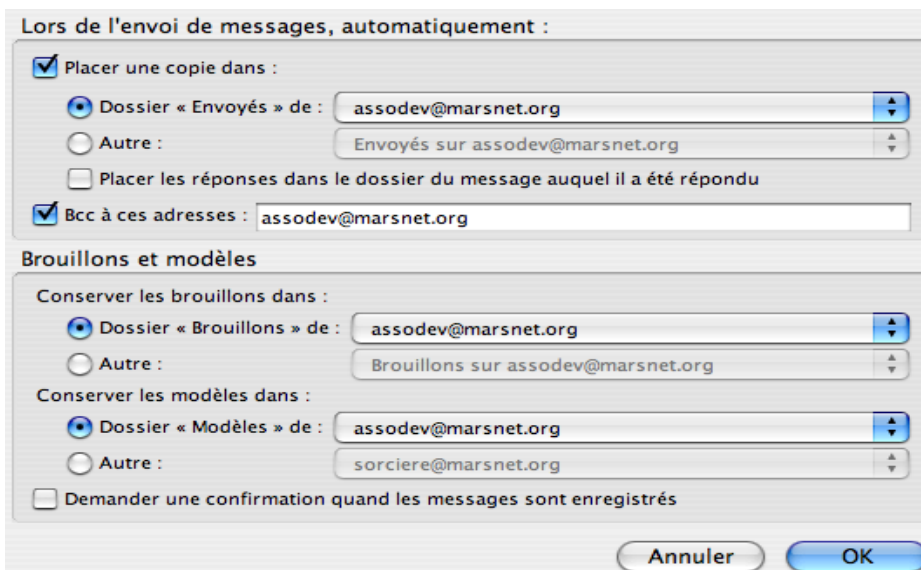 Lors de l'envoi de messages, automatiquement :
Placer une copie dans :
Dossier « Envoyés » de : assodev@marsnet.org
Autre : Envoyés sur assodev@marsnet.org
Placer les réponses dans le dossier du message auquel il a été répondu
Bcc à ces adresses : assodev@marsnet.org
Brouillons et modèles
Conserver les brouillons dans :
Dossier « Brouillons » de : assodev@marsnet.org
Autre : Brouillons sur assodev@marsnet.org
Conserver les modèles dans :
Dossier « Modèles » de : assodev@marsnet.org
Autre : sorciere@marsnet.org
Demander une confirmation quand les messages sont enregistrés
Annuler OK